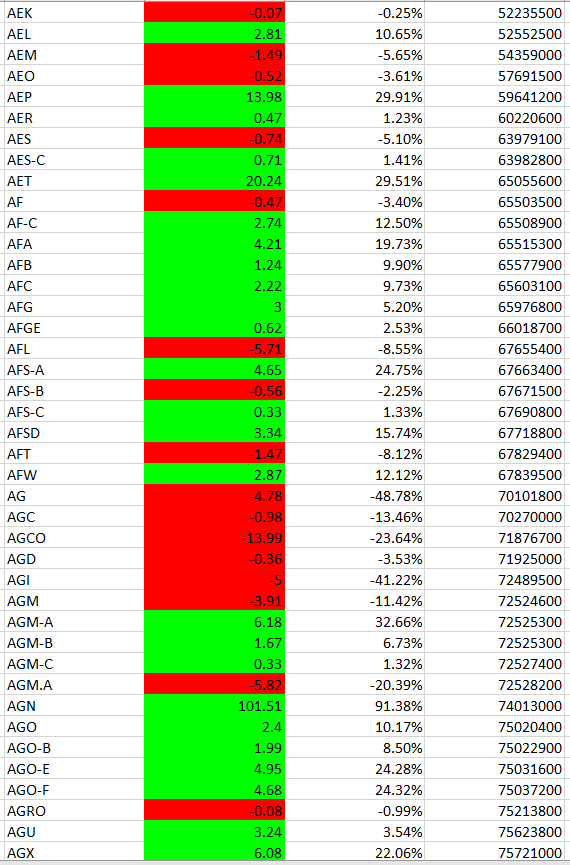 AEK -0.07 -0.25% 52235500
AEL 2.81 10.65% 52552500
AEM -1.49 -5.65% 54359000
AEO -0.52 -3.61% 57691500
AEP 13.98 29.91% 59641200
AER 0.47 1.23% 60220600
AES -0.74 -5.10% 63979100
AES-C 0.71 1.41% 63982800
AET 20.24 29.51% 65055600
AF -0.47 -3.40% 65503500
AF-C 2.74 12.50% 65508900
AFA 4.21 19.73% 65515300
AFB 1.24 9.90% 65577900
AFC 2.22 9.73% 65603100
AFG 3 5.20% 65976800
AFGE 0.62 2.53% 66018700
AFL -5.71 -8.55% 67655400
AFS-A 4.65 24.75% 67663400
AFS-B -0.56 -2.25% 67671500
AFS-C 0.33 1.33% 67690800
AFSD 3.34 15.74% 67718800
AFT -1.47 -8.12% 67829400
AFW 2.87 12.12% 67839500
AG -4.78 -48.78% 70101800
AGC -0.98 -13.46% 70270000
AGCO -13.99 -23.64% 71876700
AGD -0.36 -3.53% 71925000
AGI -5 -41.22% 72489500
AGM -3.91 -11.42% 72524600
AGM-A 6.18 32.66% 72525300
AGM-B 1.67 6.73% 72525300
AGM-C 0.33 1.32% 72527400
AGM.A -5.82 -20.39% 72528200
AGN 101.51 91.38% 74013000
AGO 2.4 10.17% 75020400
AGO-B 1.99 8.50% 75022900
AGO-E 4.95 24.28% 75031600
AGO-F 4.68 24.32% 75037200
AGRO -0.08 -0.99% 75213800
AGU 3.24 3.54% 75623800
AGX 6.08 22.06% 75721000